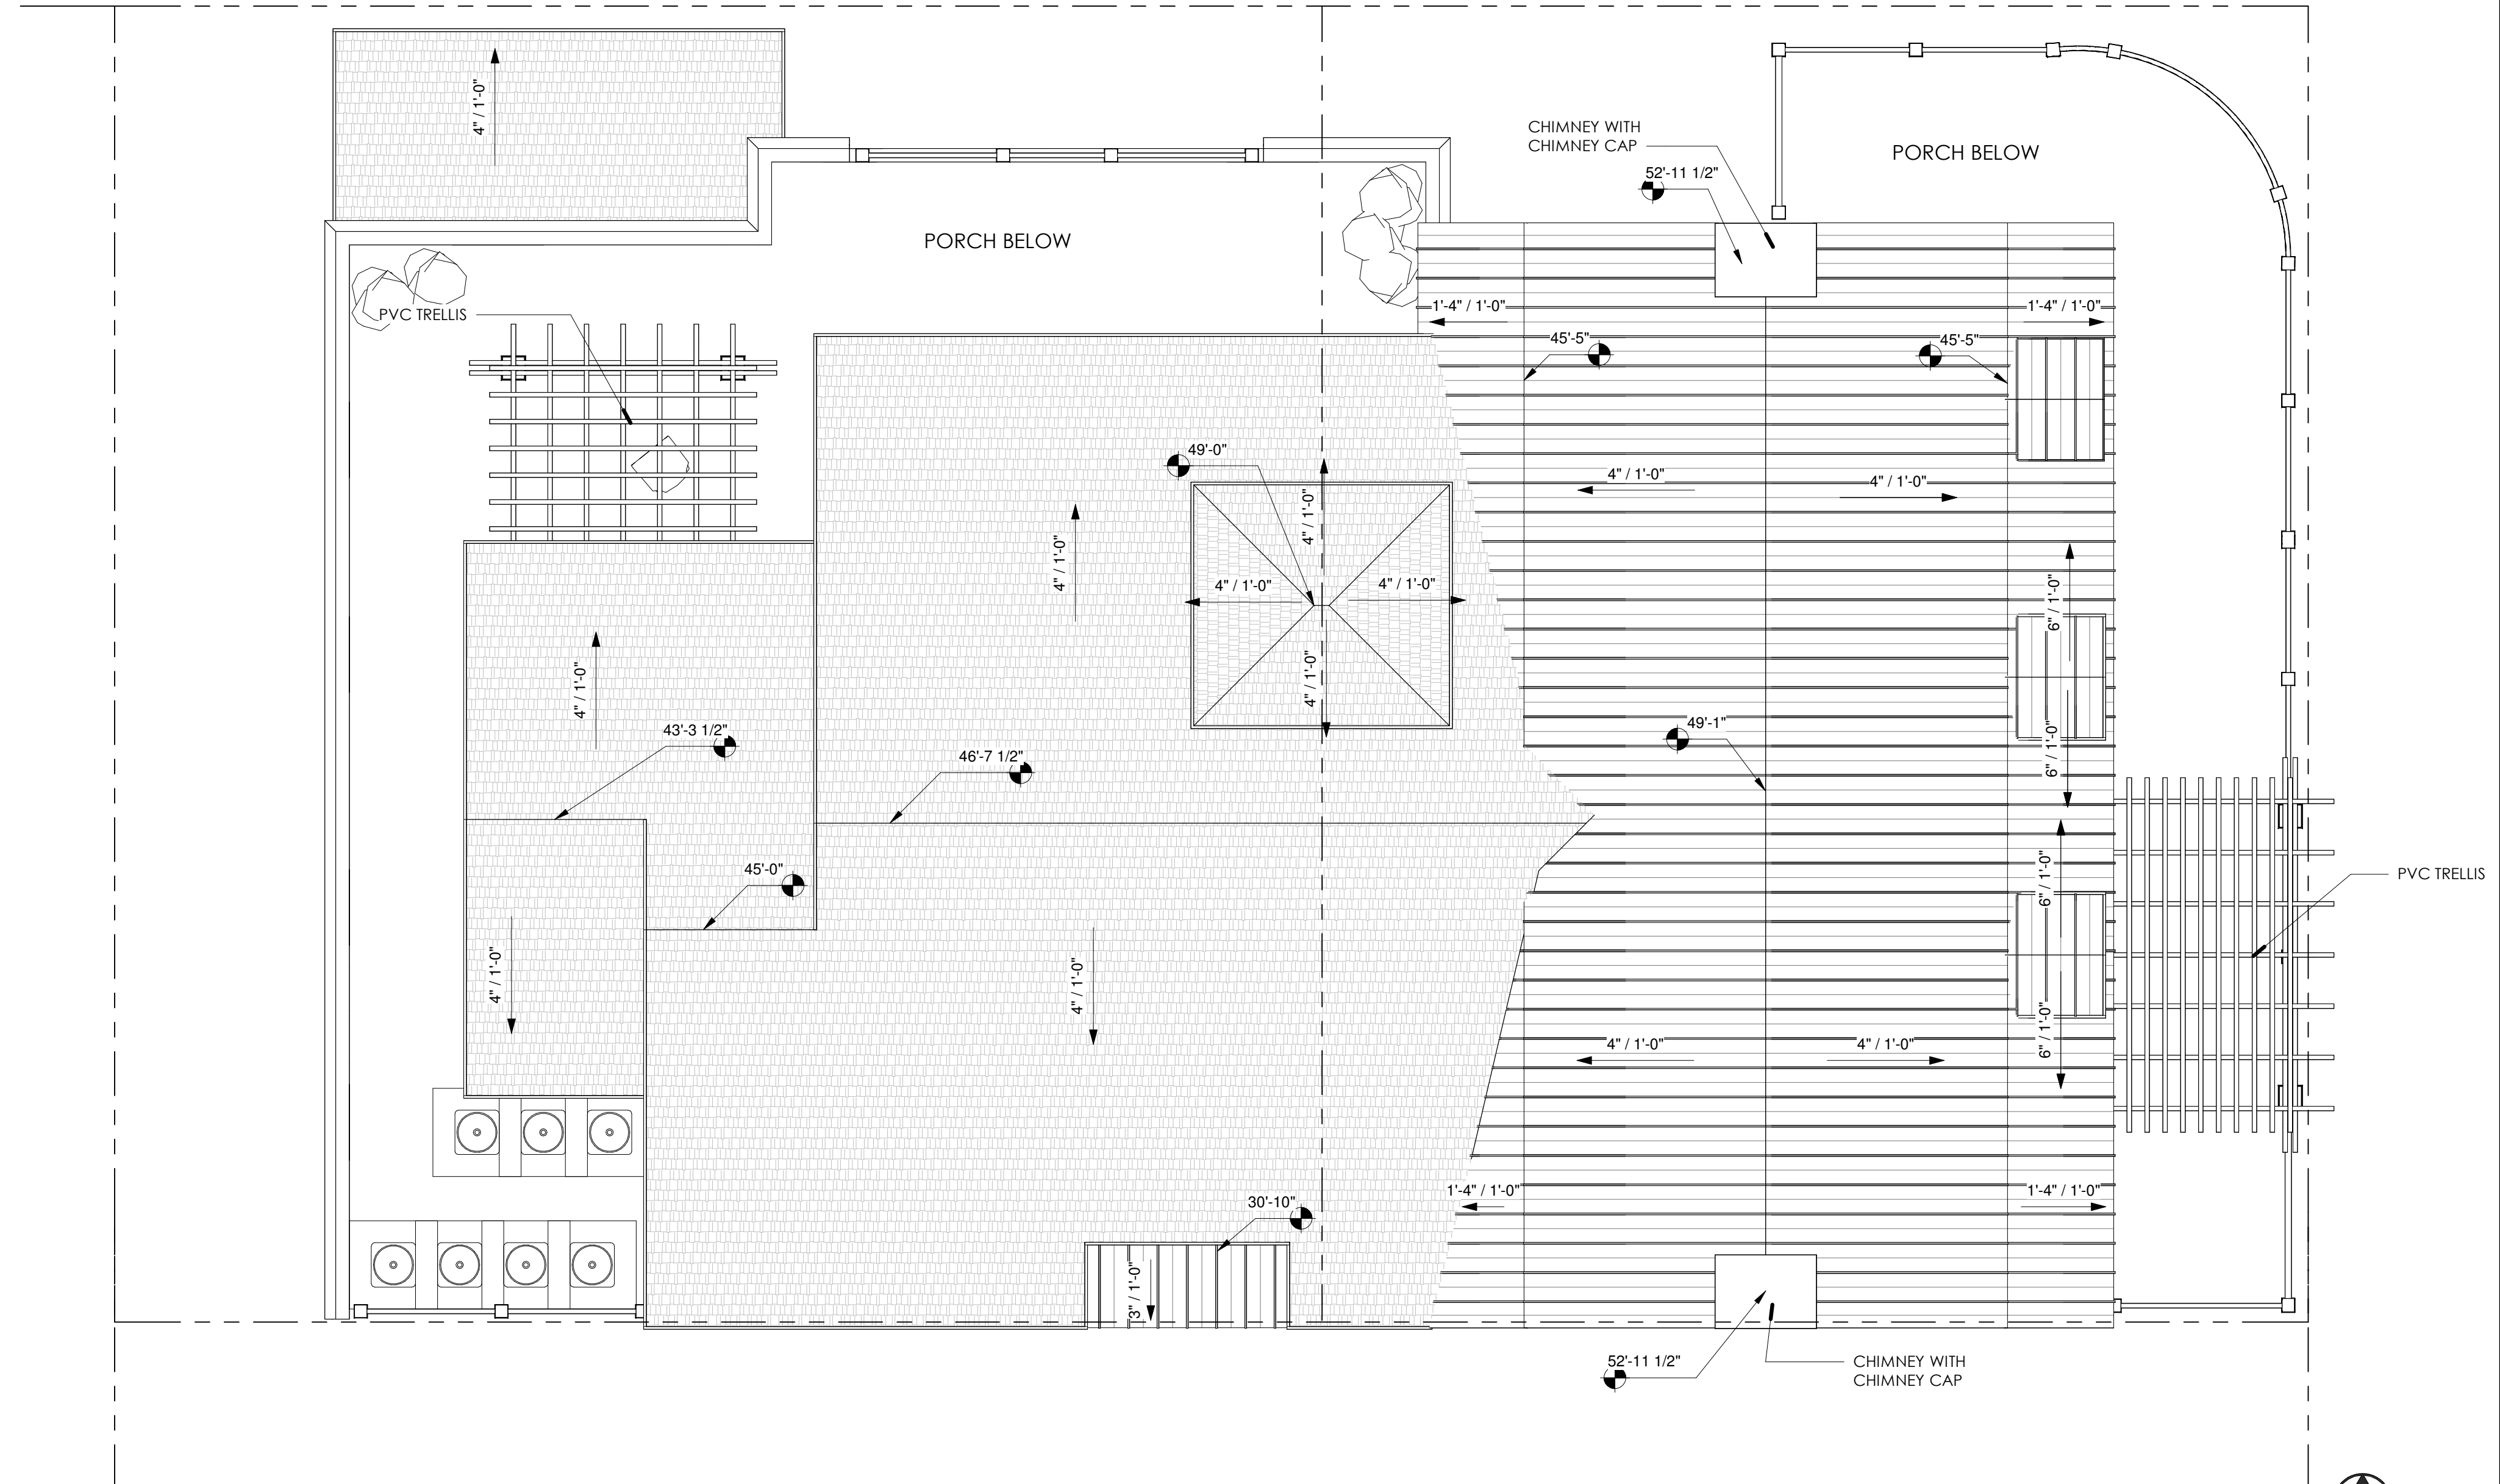 4" / 1'-0"
CHIMNEY WITH
CHIMNEY CAP
52'-11 1/2"
PORCH BELOW
PORCH BELOW
PVC TRELLIS
1'-4" / 1'-0"
1'-4" / 1'-0"
45'-5"
45'-5"
49'-0"
4" / 1'-0"
4" / 1'-0"
4" / 1'-0"
4" / 1'-0"
4" / 1'-0"
4" / 1'-0"
4" / 1'-0"
4" / 1'-0"
6" / 1'-0"
4" / 1'-0"
43'-3 1/2"
46'-7 1/2"
49'-1"
6" / 1'-0"
45'-0"
6" / 1'-0"
PVC TRELLIS
4" / 1'-0"
4" / 1'-0"
4" / 1'-0"
4" / 1'-0"
6" / 1'-0"
30'-10"
1'-4" / 1'-0"
1'-4" / 1'-0"
3" / 1'-0"
52'-11 1/2"
CHIMNEY WITH
CHIMNEY CAP